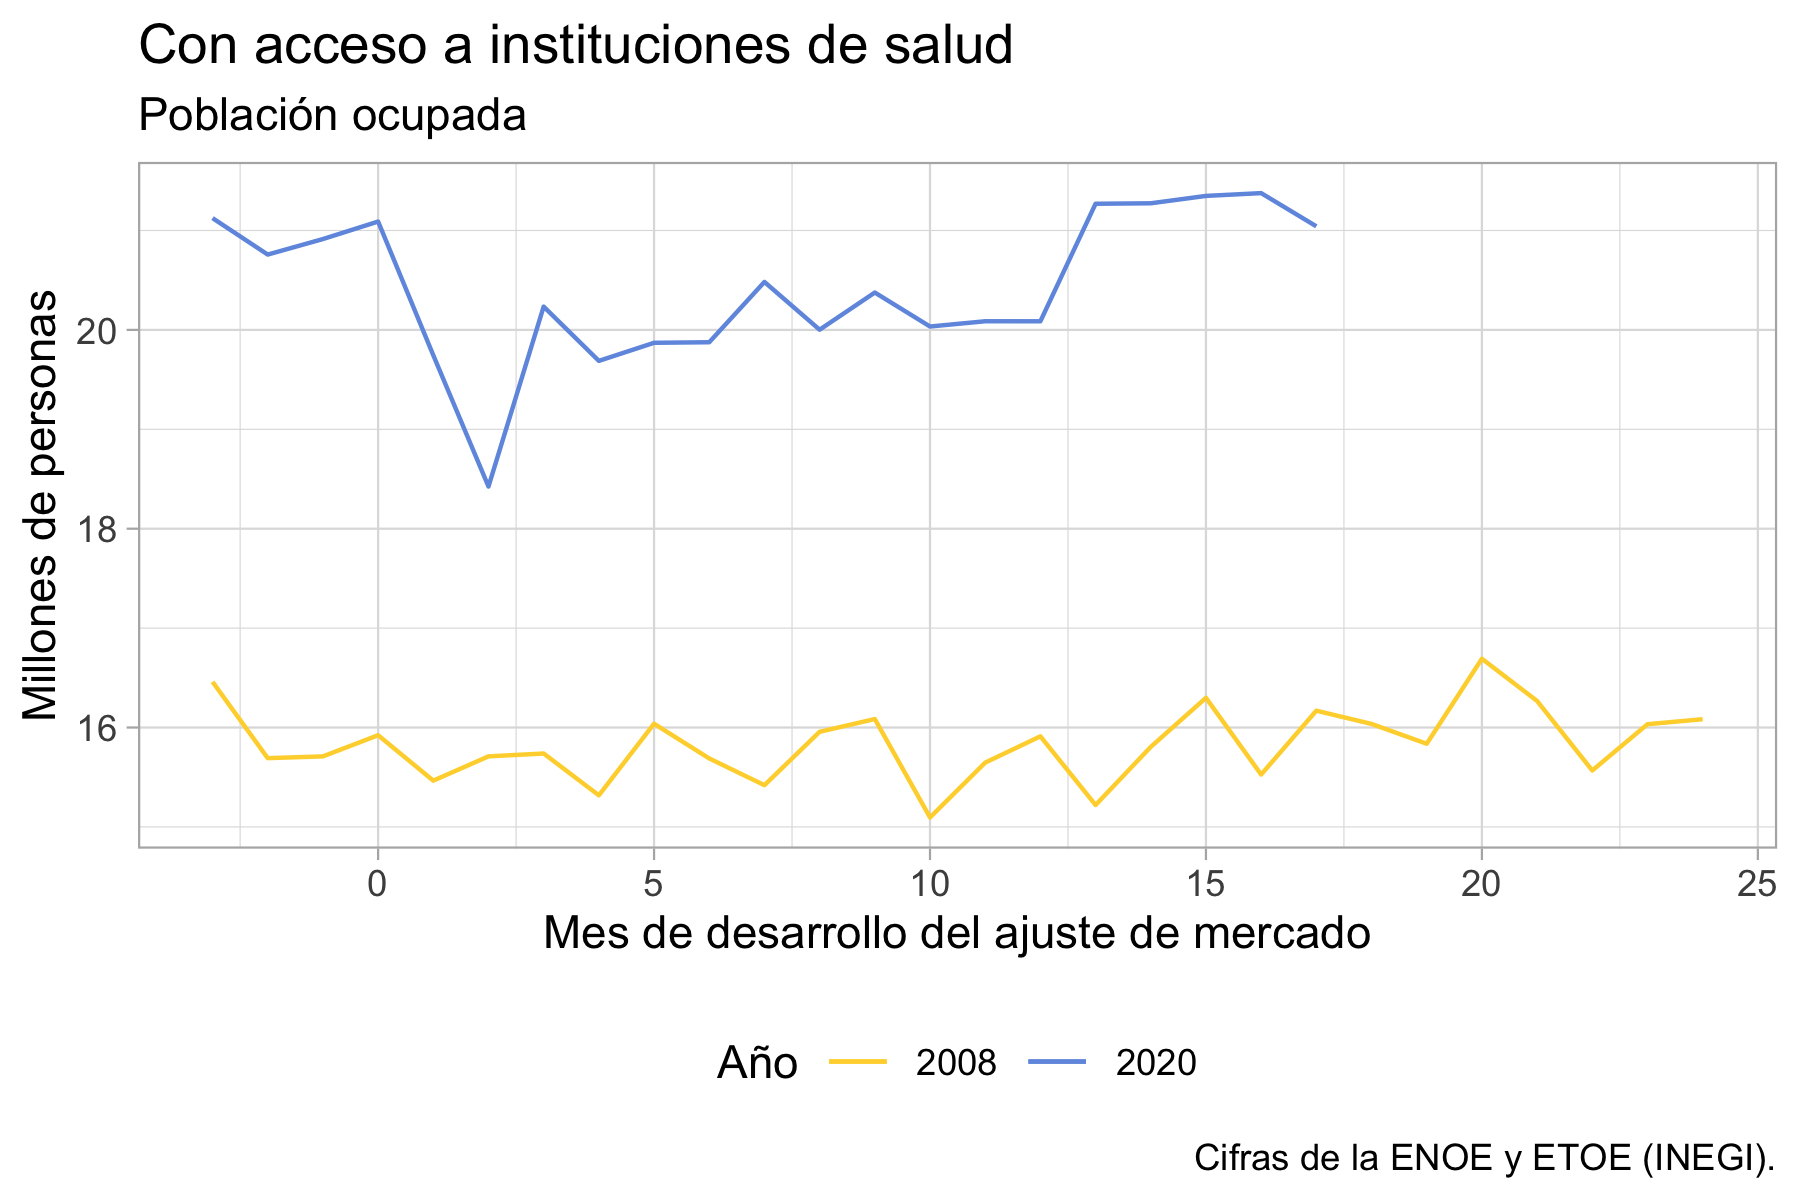 Con acceso a instituciones de salud
Población ocupada
Millones de personas
20
18
16
0 5 10 15 20 25
Mes de desarrollo del ajuste de mercado
Año 2008 2020
Cifras de la ENOE y ETOE (INEGI).